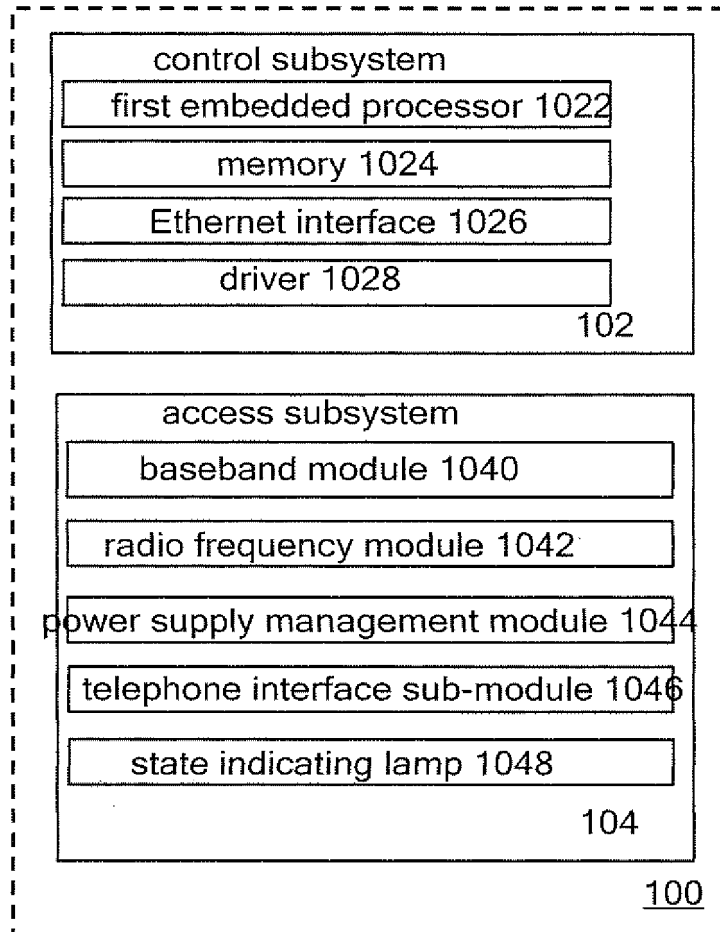 control subsystem
first embedded processor 1022
memory 1024
Ethernet interface 1026
driver 1028
102
access subsystem
baseband module 1040
radio frequency module 1042
power supply management module 1044
telephone interface sub-module 1046
state indicating lamp 1048
104
100